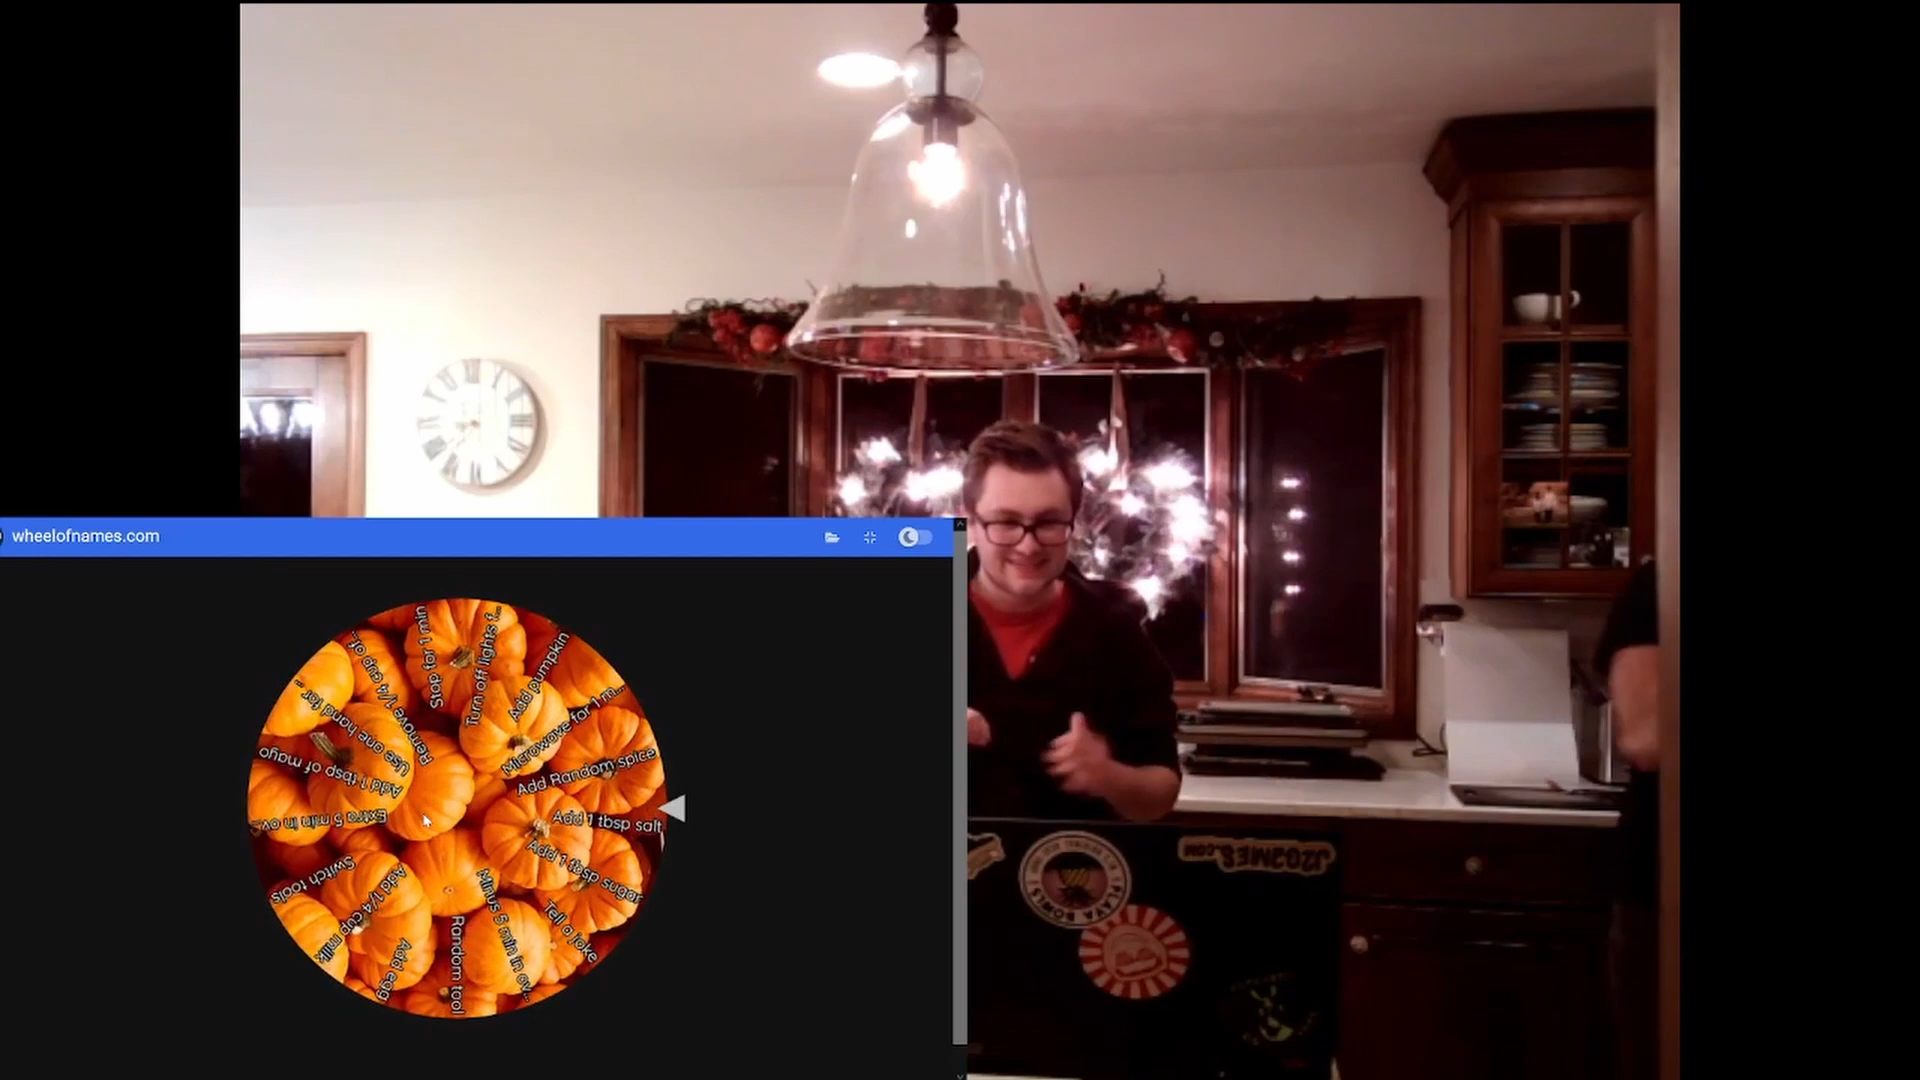 wheelofnames.com
Stop for 1 min
Turn off lights f...
Add pumpkin
Microwave for 1 m...
Add Random spice
Add 1 tbsp salt
Add 1 tbsp sugar
Tell a joke
Minus 5 min in ov...
Random tool
Add egg
Add 1/4 cup milk
Switch tools
Extra 5 min in ov...
Add 1 tbsp of mayo
Use one hand for ...
Remove 1/4 cup of...
PLAYA BOWLS